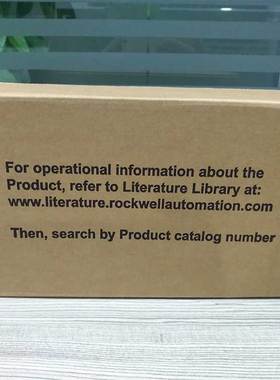 For operational information about the
Product, refer to Literature Library at:
www.literature.rockwellautomation.com
Then, search by Product catalog number